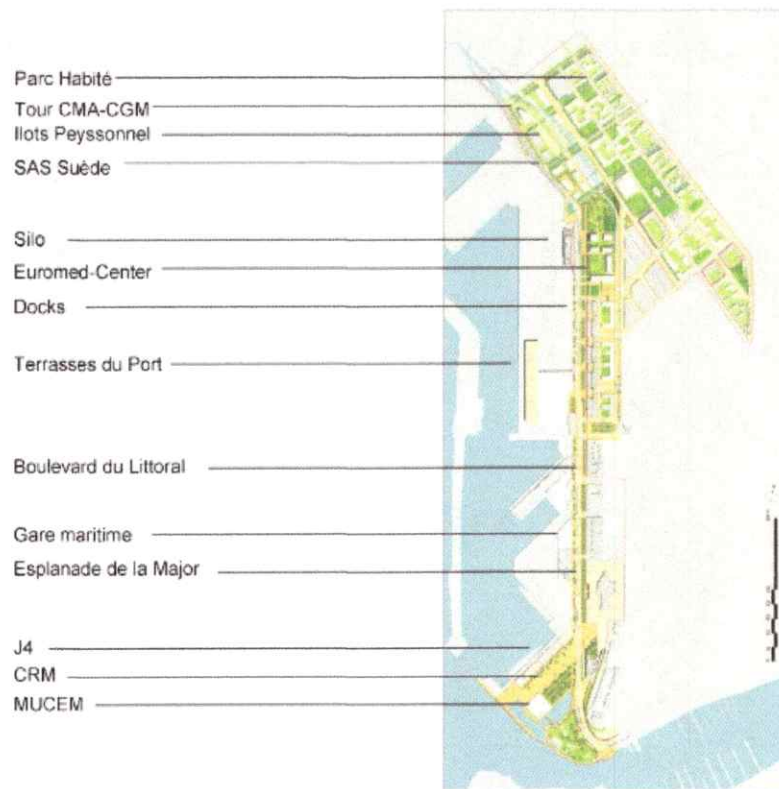 Parc Habité
Tour CMA-CGM
Ilots Peyssonnel
SAS Suède
Silo
Euromed-Center
Docks
Terrasses du Port
Boulevard du Littoral
Gare maritime
Esplanade de la Major
J4
CRM
MUCEM